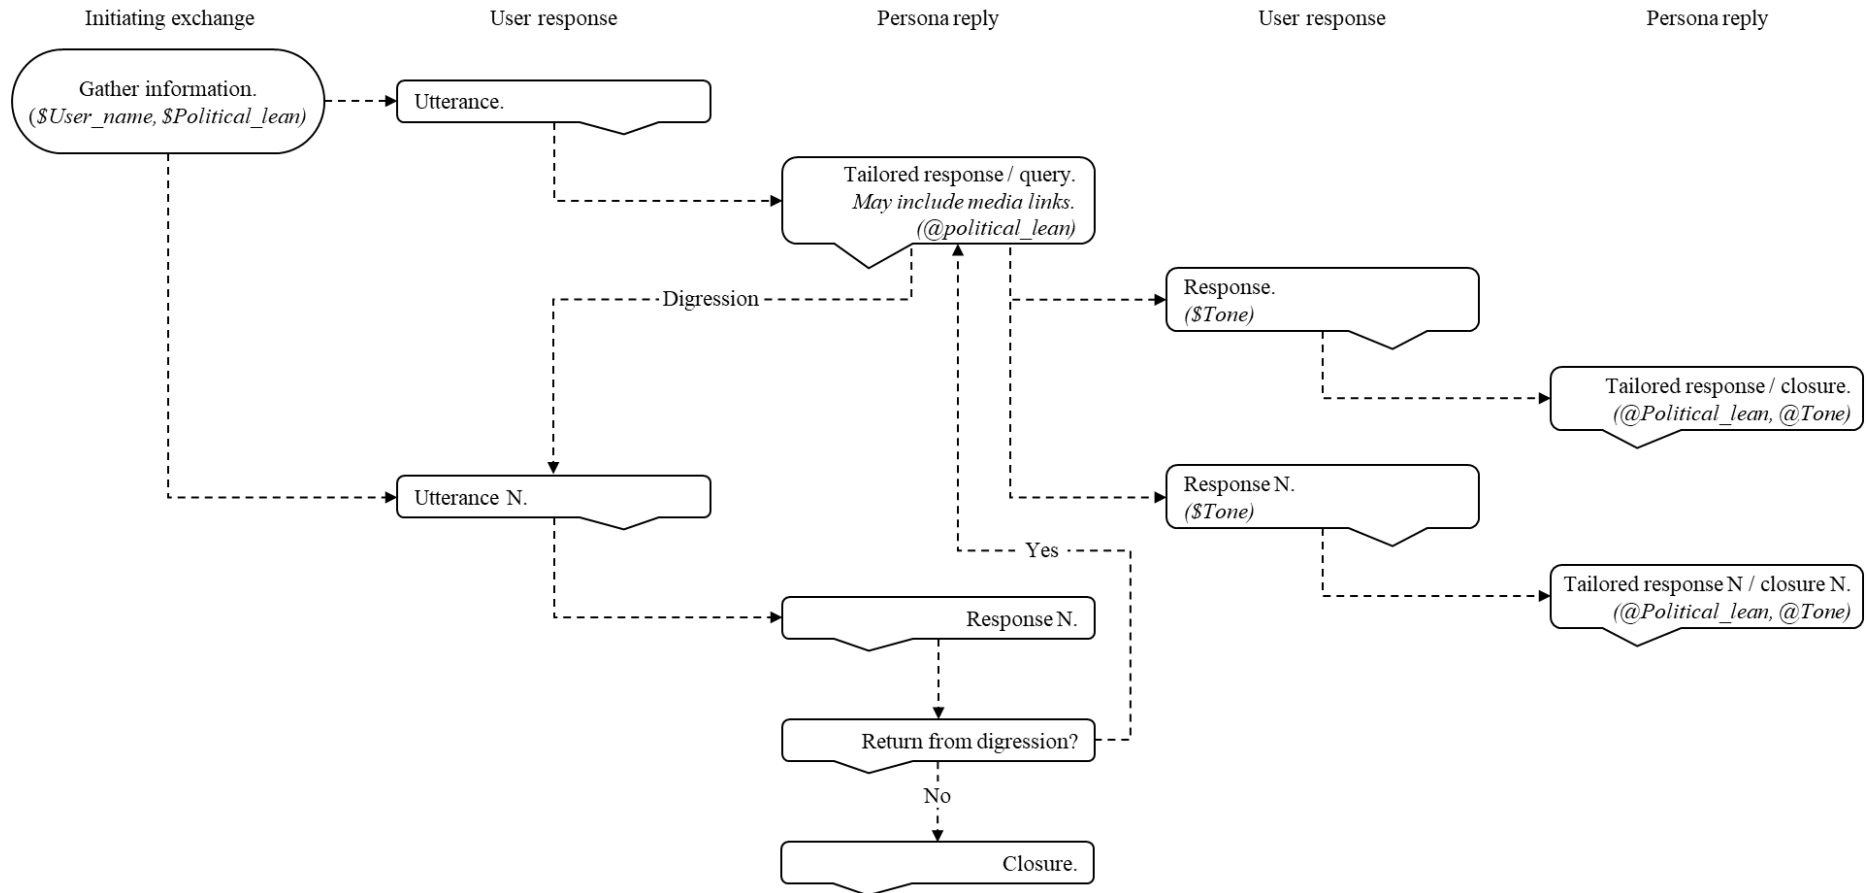 Initiating exchange
User response
Persona reply
User response
Persona reply
Gather information.
($User_name, $Political_lean)
Utterance.
Tailored response / query.
May include media links.
(@political_lean)
Digression
Response.
($Tone)
Tailored response / closure.
(@Political_lean, @Tone)
Utterance N.
Response N.
($Tone)
Yes
Tailored response N / closure N.
(@Political_lean, @Tone)
Response N.
Return from digression?
No
Closure.